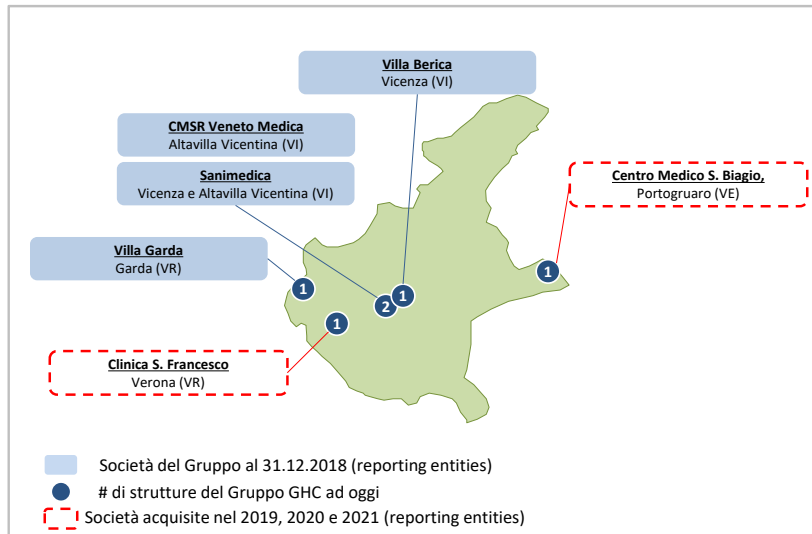 Villa Berica
Vicenza (VI)
CMSR Veneto Medica
Altavilla Vicentina (VI)
Sanimedica
Vicenza e Altavilla Vicentina (VI)
Centro Medico S. Biagio,
Portogruaro (VE)
Villa Garda
Garda (VR)
1
1
2
1
1
Clinica S. Francesco
Verona (VR)
Società del Gruppo al 31.12.2018 (reporting entities)
# di strutture del Gruppo GHC ad oggi
Società acquisite nel 2019, 2020 e 2021 (reporting entities)